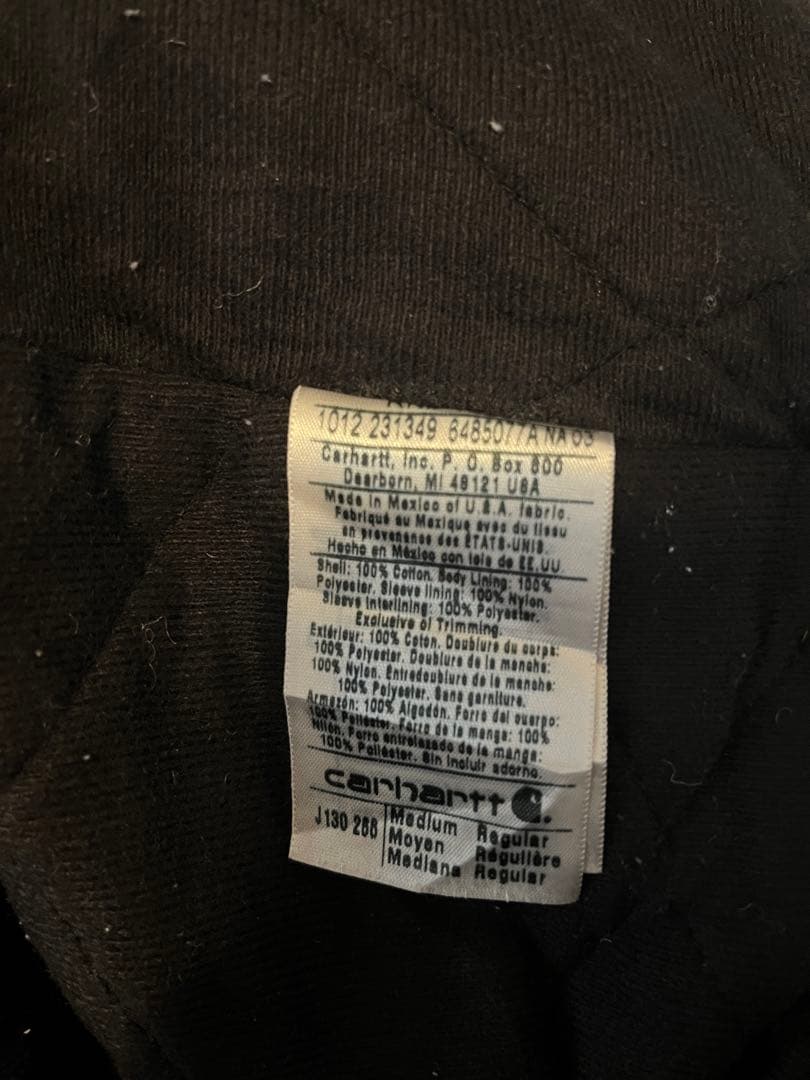 1012 231349 6485077A NA 03
Carhartt, Inc. P. O. Box 600
Dearborn, MI 48121 USA
Made in Mexico of U.S.A. fabric.
Fabriqué au Mexique avec du tissu
en provenance des ÉTATS-UNIS.
Hecho en México con tela de EE.UU.
Shell: 100% Cotton. Body Lining: 100%
Polyester. Sleeve lining: 100% Nylon.
Sleeve Interlining: 100% Polyester.
Exclusive of Trimming.
Extérieur: 100% Coton. Doublure du corps:
100% Polyester. Doublure de la manche:
100% Nylon. Entredoublure de la manche:
100% Polyester. Sans garniture.
Armazón: 100% Algodón. Forro del cuerpo:
100% Poliéster. Forro de la manga: 100%
Nilón. Forro entrelazado de la manga:
100% Poliéster. Sin incluir adorno.
carhartt
J130 Medium Regular
Moyen Régulière
Mediana Regular